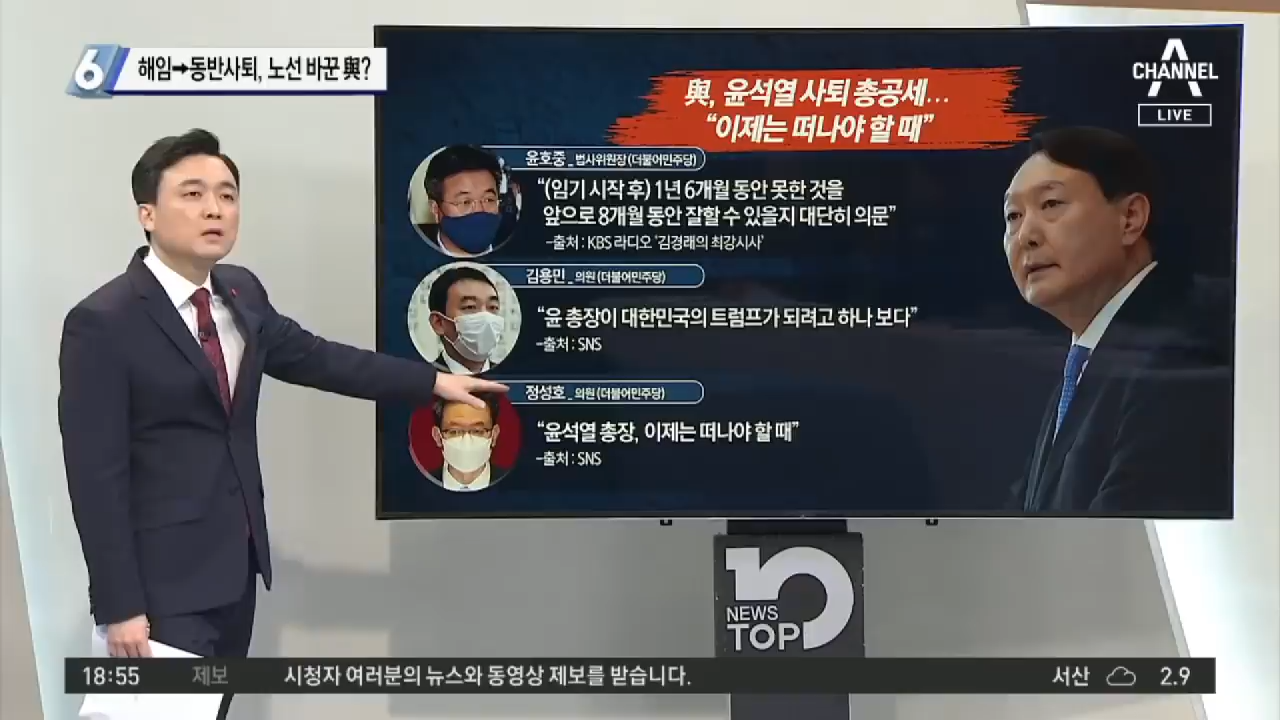 6 해임➡동반사퇴, 노선 바꾼 與?
CHANNEL A
LIVE
與, 윤석열 사퇴 총공세...
“이제는 떠나야 할 때”
윤호중_법사위원장(더불어민주당)
“(임기 시작 후) 1년 6개월 동안 못한 것을
앞으로 8개월 동안 잘할 수 있을지 대단히 의문”
-출처 : KBS 라디오 ‘김경래의 최강시사’
김용민_의원(더불어민주당)
“윤 총장이 대한민국의 트럼프가 되려고 하나 보다”
-출처 : SNS
정성호_의원(더불어민주당)
“윤석열 총장, 이제는 떠나야 할 때”
-출처 : SNS
NEWS
TOP10
18:55 제보 시청자 여러분의 뉴스와 동영상 제보를 받습니다. 서산 2.9